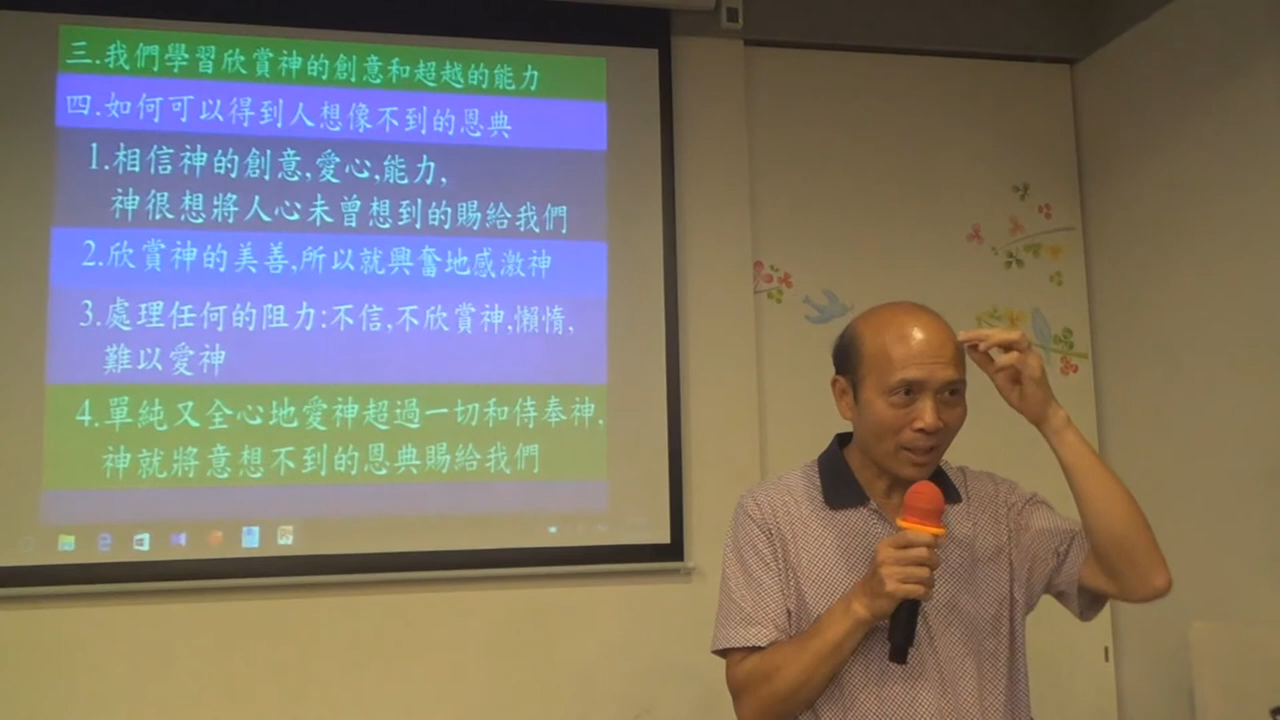 三.我們學習欣賞神的創意和超越的能力
四.如何可以得到人想像不到的恩典
1.相信神的創意,愛心,能力,
神很想將人心未曾想到的賜給我們
2.欣賞神的美善,所以就興奮地感激神
3.處理任何的阻力:不信,不欣賞神,懶惰,
難以愛神
4.單純又全心地愛神超過一切和侍奉神,
神就將意想不到的恩典賜給我們